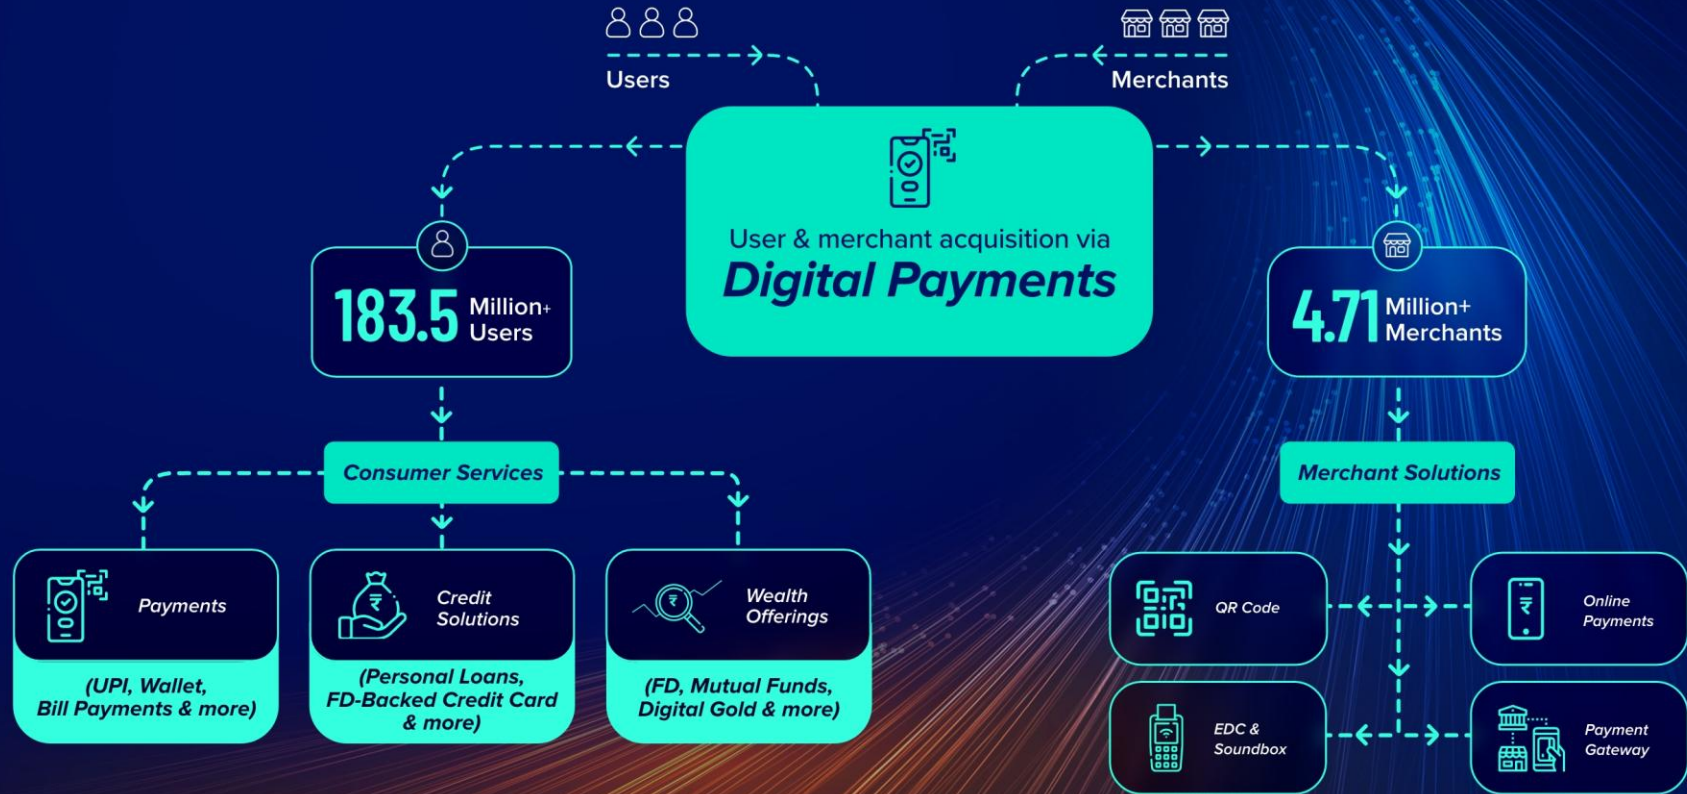 Users
Merchants
User & merchant acquisition via
Digital Payments
183.5 Million+
Users
4.71 Million+
Merchants
Consumer Services
Merchant Solutions
Payments
(UPI, Wallet,
Bill Payments & more)
Credit
Solutions
(Personal Loans,
FD-Backed Credit Card
& more)
Wealth
Offerings
(FD, Mutual Funds,
Digital Gold & more)
QR Code
Online
Payments
EDC &
Soundbox
Payment
Gateway